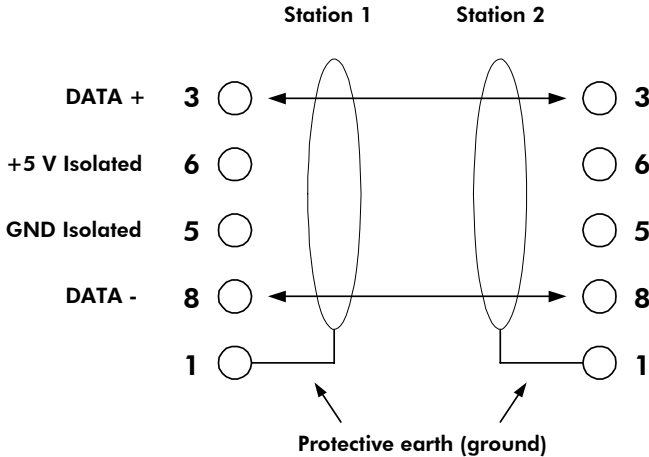 Station 1 Station 2
DATA + 3 3
+5 V Isolated 6 6
GND Isolated 5 5
DATA - 8 8
1 1
Protective earth (ground)